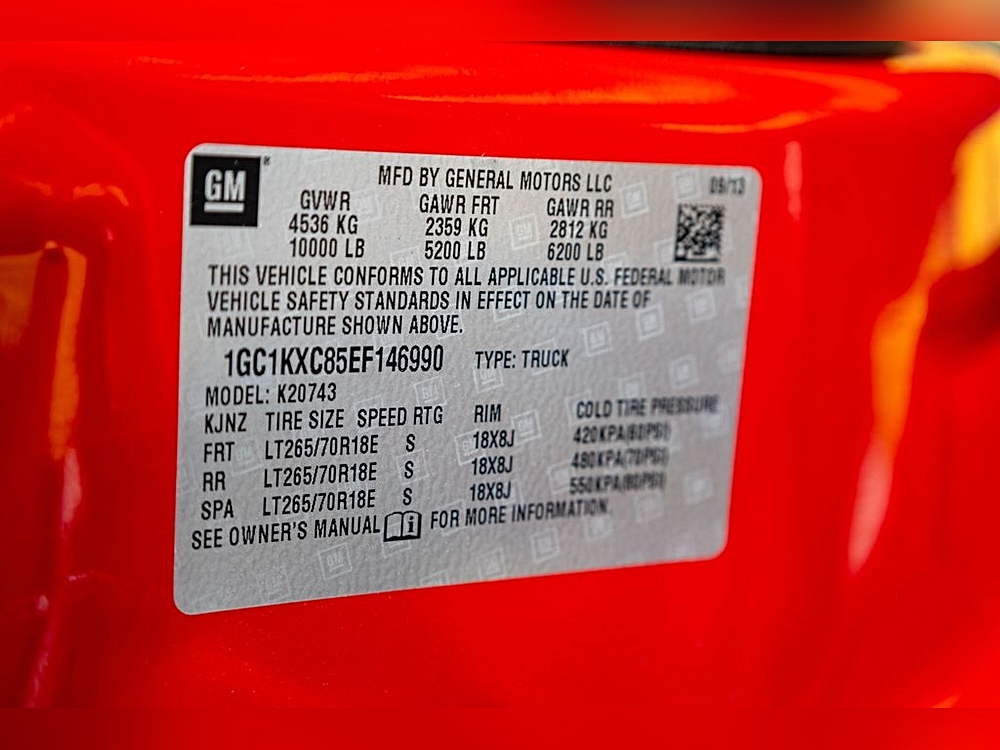 GM
MFD BY GENERAL MOTORS LLC 09/13
GVWR GAWR FRT GAWR RR
4536 KG 2359 KG 2812 KG
10000 LB 5200 LB 6200 LB
THIS VEHICLE CONFORMS TO ALL APPLICABLE U.S. FEDERAL MOTOR
VEHICLE SAFETY STANDARDS IN EFFECT ON THE DATE OF
MANUFACTURE SHOWN ABOVE.
1GC1KXC85EF146990 TYPE: TRUCK
MODEL: K20743
KJNZ TIRE SIZE SPEED RTG RIM COLD TIRE PRESSURE
FRT LT265/70R18E S 18X8J 420KPA(60PSI)
RR LT265/70R18E S 18X8J 480KPA(70PSI)
SPA LT265/70R18E S 18X8J 550KPA(80PSI)
SEE OWNER'S MANUAL FOR MORE INFORMATION.